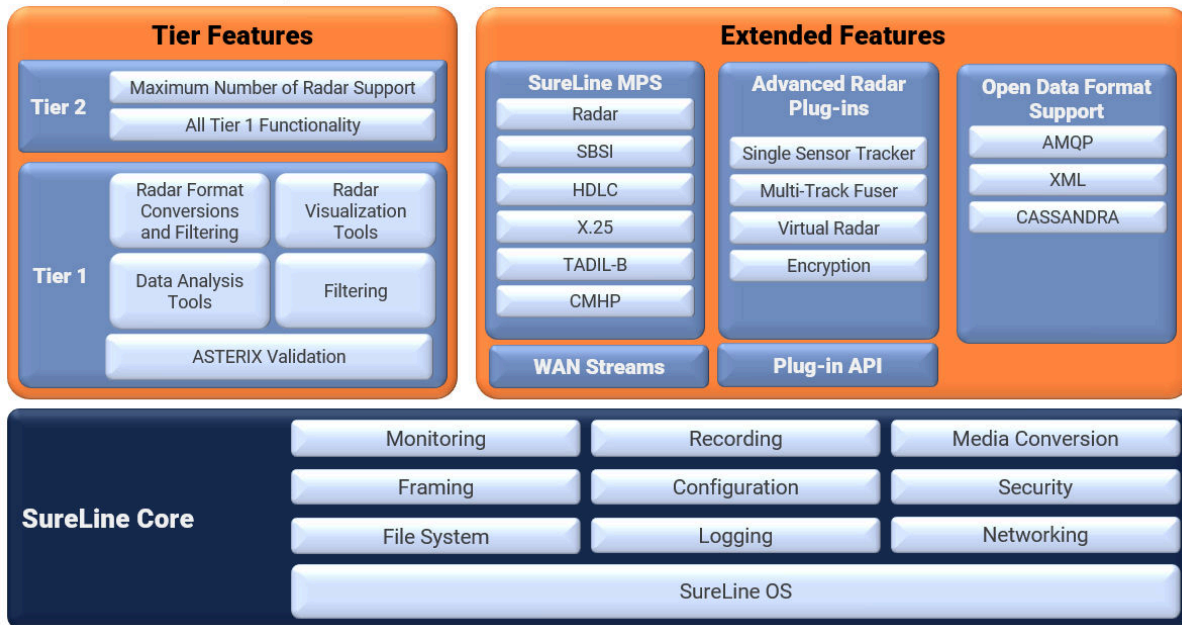 Tier Features
Tier 2
Maximum Number of Radar Support
All Tier 1 Functionality
Tier 1
Radar Format
Conversions
and Filtering
Radar
Visualization
Tools
Data Analysis
Tools
Filtering
ASTERIX Validation
Extended Features
SureLine MPS
Radar
SBSI
HDLC
X.25
TADIL-B
CMHP
WAN Streams
Advanced Radar
Plug-ins
Single Sensor Tracker
Multi-Track Fuser
Virtual Radar
Encryption
Plug-in API
Open Data Format
Support
AMQP
XML
CASSANDRA
SureLine Core
Monitoring
Recording
Media Conversion
Framing
Configuration
Security
File System
Logging
Networking
SureLine OS